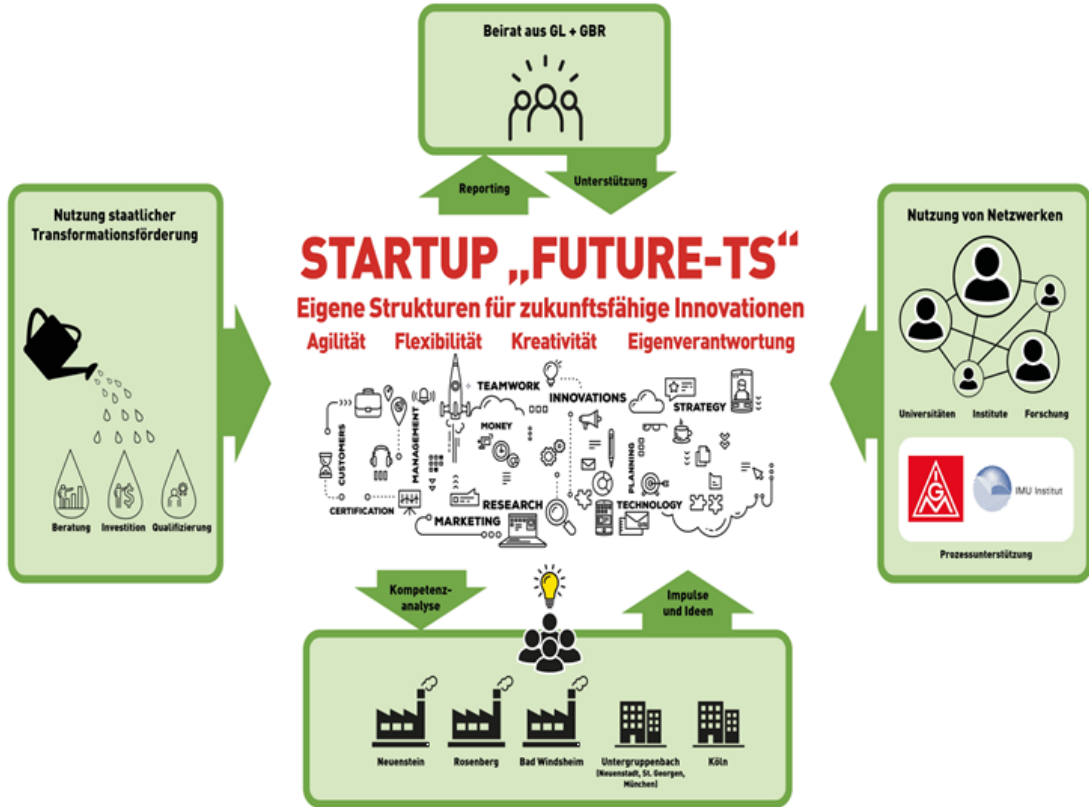 Beirat aus GL + GBR
Reporting
Unterstützung
Nutzung staatlicher
Transformationsförderung
Beratung Investition Qualifizierung
STARTUP „FUTURE-TS“
Eigene Strukturen für zukunftsfähige Innovationen
Agilität Flexibilität Kreativität Eigenverantwortung
TEAMWORK
INNOVATIONS
STRATEGY
MONEY
CUSTOMERS
MANAGEMENT
PLANNING
CERTIFICATION
RESEARCH
MARKETING
TECHNOLOGY
Nutzung von Netzwerken
Universitäten Institute Forschung
IGM
IMU Institut
Prozessunterstützung
Kompetenz-
analyse
Impulse
und Ideen
Neuenstein Rosenberg Bad Windsheim Untergruppenbach Köln
(Neuenstadt, St. Georgen,
München)